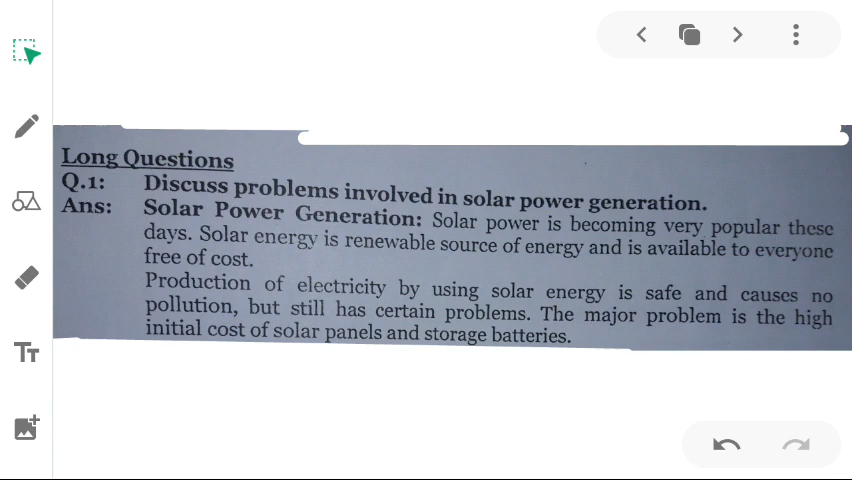 Long Questions
Q.1: Discuss problems involved in solar power generation.
Ans: Solar Power Generation: Solar power is becoming very popular these
days. Solar energy is renewable source of energy and is available to everyone
free of cost.
Production of electricity by using solar energy is safe and causes no
pollution, but still has certain problems. The major problem is the high
initial cost of solar panels and storage batteries.
TT